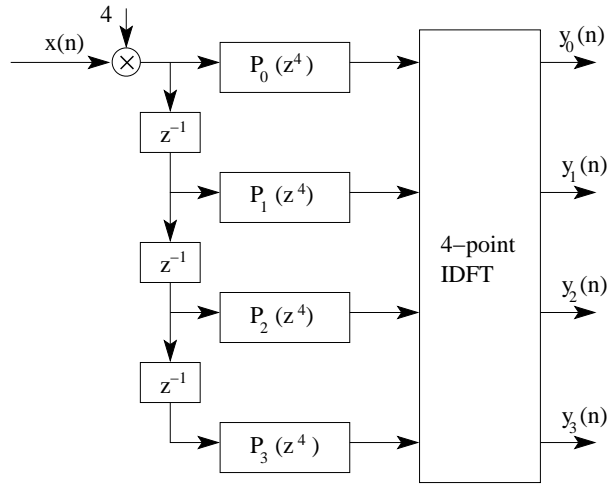 4
x(n)
×
P₀(z⁴)
y₀(n)
z⁻¹
P₁(z⁴)
y₁(n)
4−point
IDFT
z⁻¹
P₂(z⁴)
y₂(n)
z⁻¹
P₃(z⁴)
y₃(n)